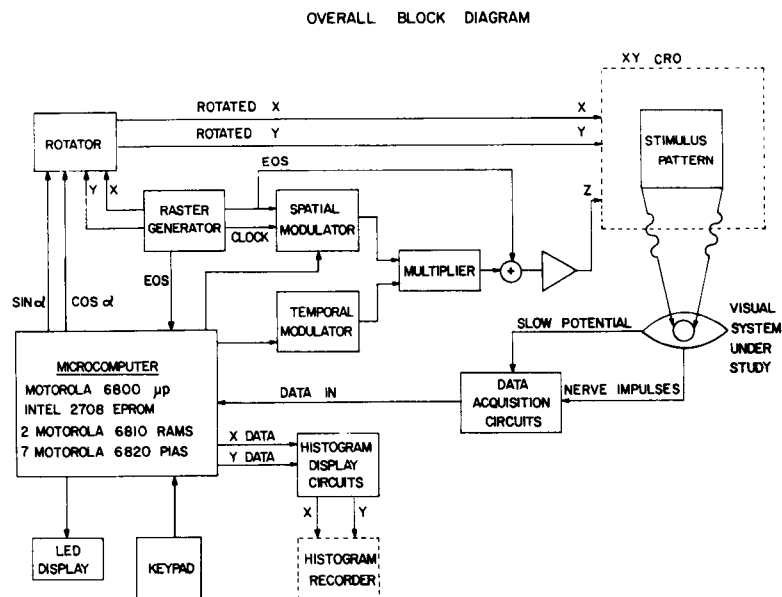 OVERALL BLOCK DIAGRAM
XY CRO
ROTATED X
X
ROTATED Y
Y
ROTATOR
STIMULUS
PATTERN
EOS
Y
X
RASTER
GENERATOR
SPATIAL
MODULATOR
CLOCK
Z
MULTIPLIER
+
EOS
SIN α
COS α
TEMPORAL
MODULATOR
VISUAL
SYSTEM
UNDER
STUDY
SLOW POTENTIAL
MICROCOMPUTER
MOTOROLA 6800 μp
INTEL 2708 EPROM
2 MOTOROLA 6810 RAMS
7 MOTOROLA 6820 PIAS
DATA IN
DATA
ACQUISITION
CIRCUITS
NERVE IMPULSES
X DATA
Y DATA
HISTOGRAM
DISPLAY
CIRCUITS
X
Y
LED
DISPLAY
KEYPAD
HISTOGRAM
RECORDER